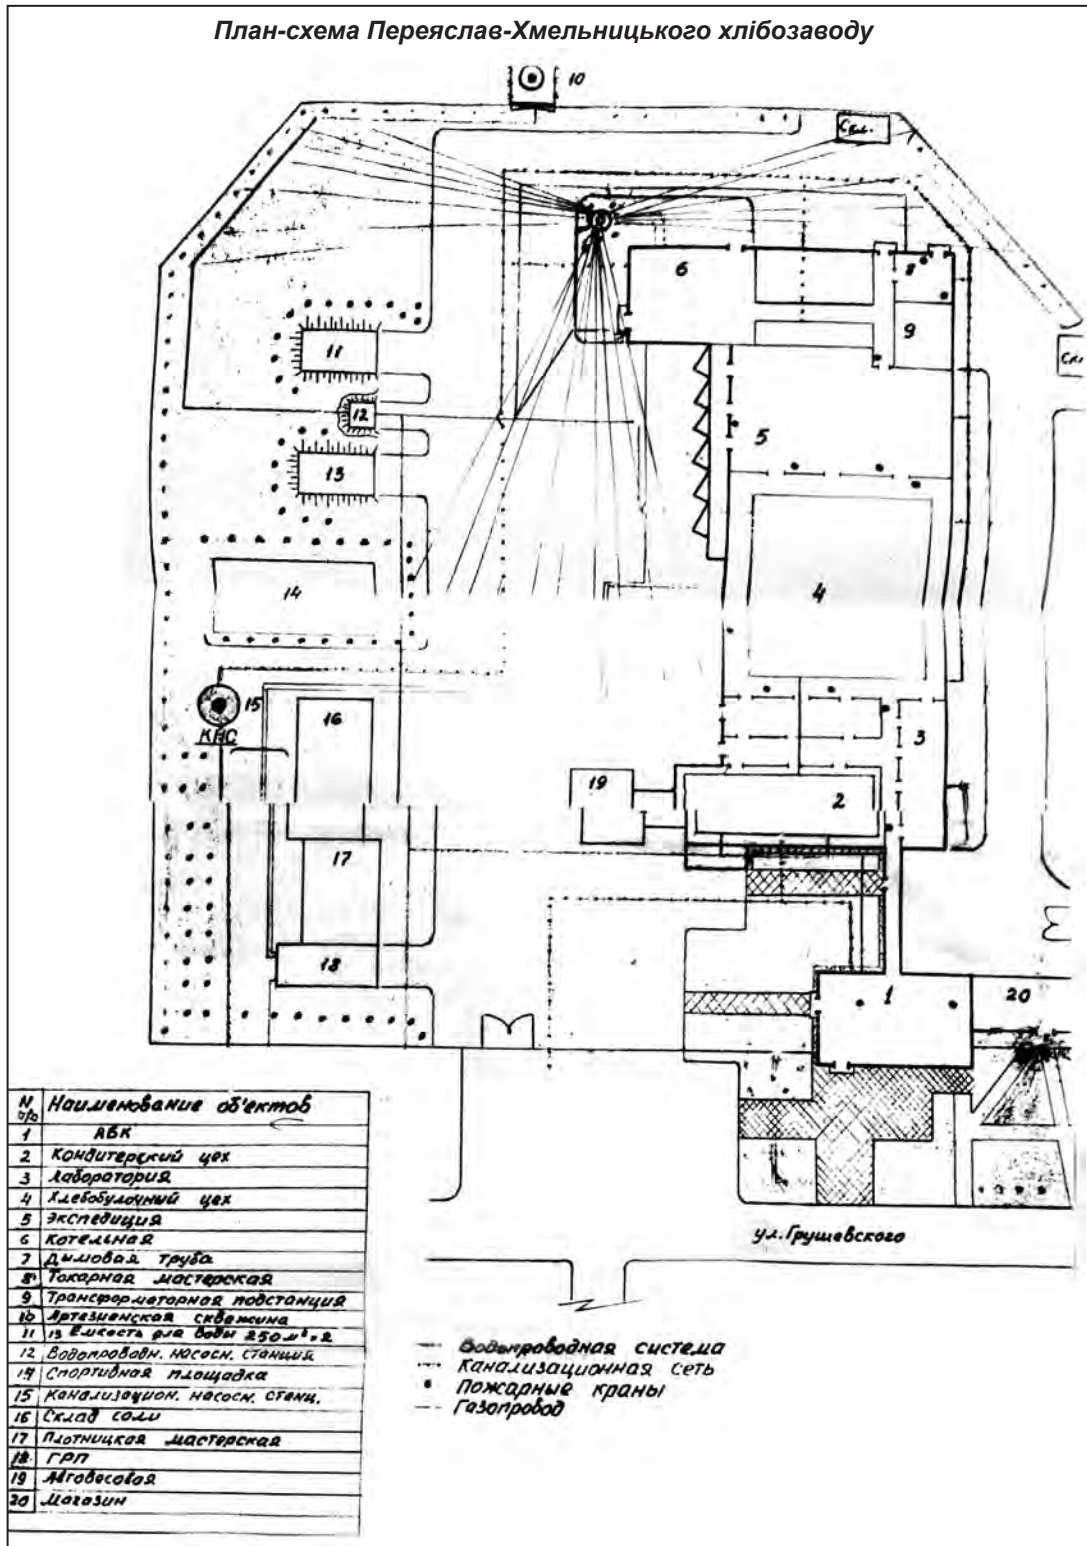 План-схема Переяслав-Хмельницького хлібозаводу
10
6
8
9
11
12
13
5
14
4
15
КНС
16
3
19
2
17
18
1
20
N п/п Наименование об'ектов
1 АБК
2 Кондитерский цех
3 Лаборатория
4 Хлебобулочный цех
5 Экспедиция
6 Котельная
7 Дымовая труба
8 Токарная мастерская
9 Трансформаторная подстанция
10 Артезиенская скважина
11 13 Емкость для воды 250 м³ × 2
12 Водопроводн. насосн. станция
14 Спортивная площадка
15 Канализацион. насосн. станц.
16 Склад соли
17 Плотницкая мастерская
18 ГРП
19 Автовесовая
20 Магазин
ул. Грушевского
Водопроводная система
Канализационная сеть
Пожарные краны
Газопровод